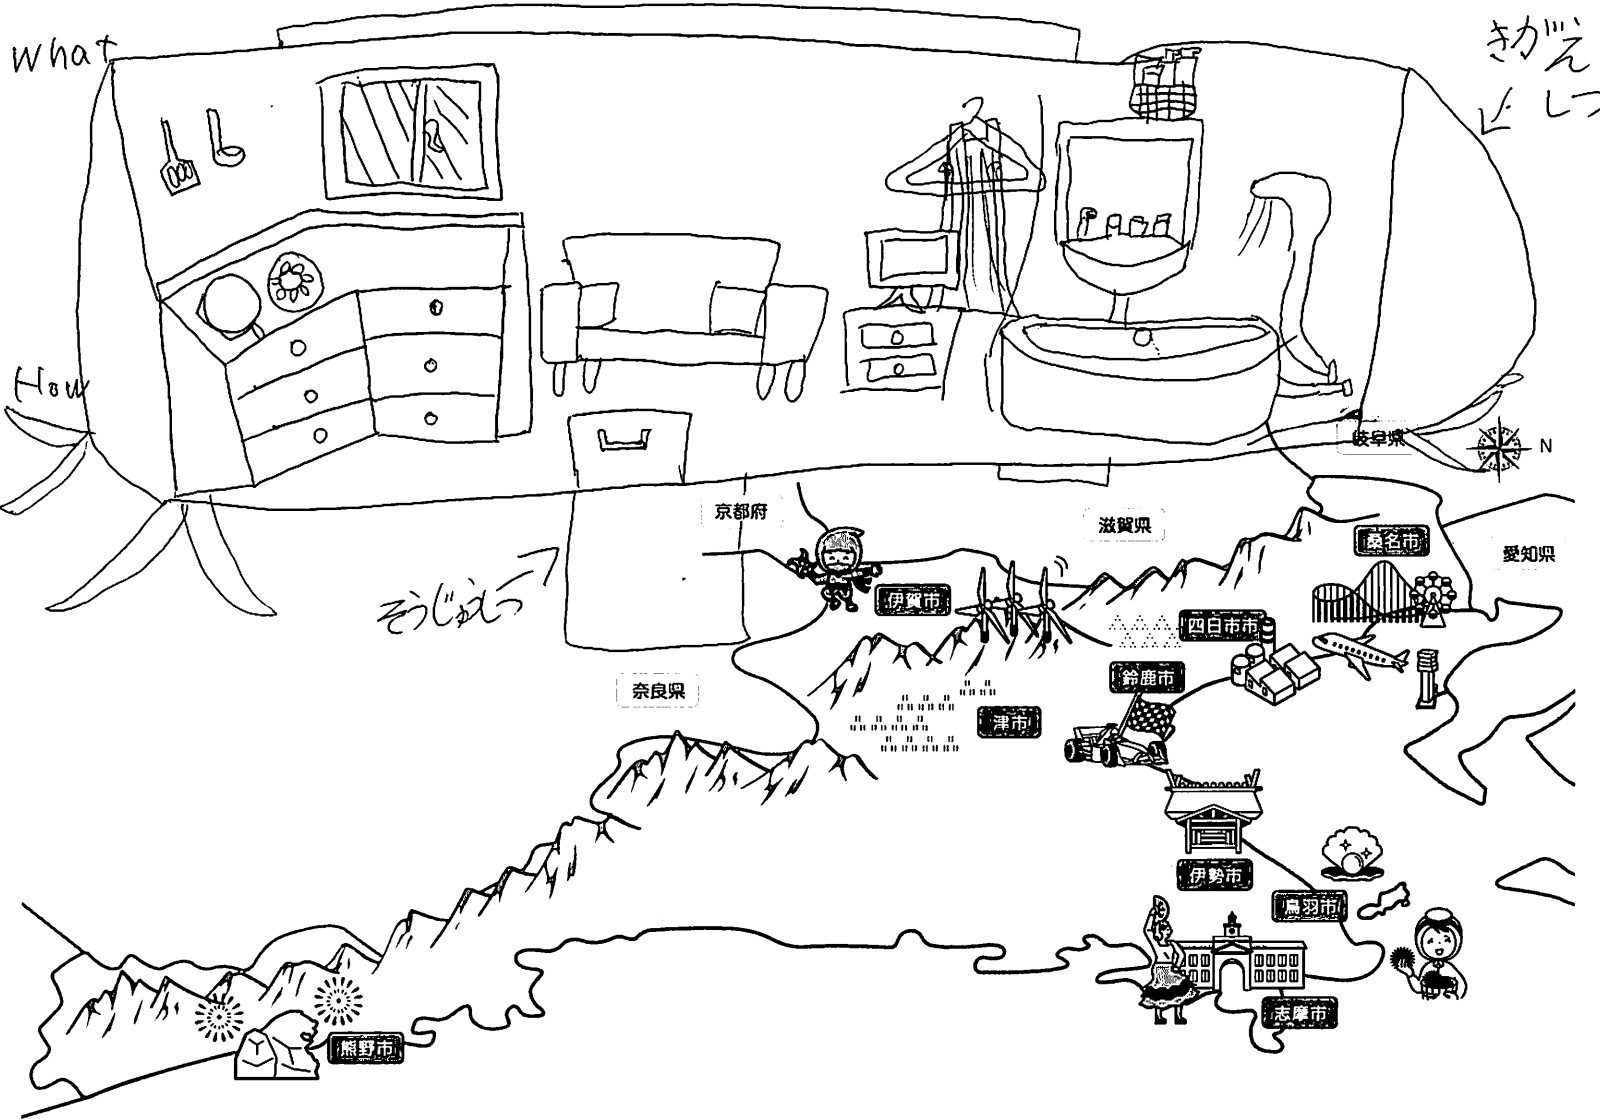 What
きがえ
しつ
How
岐阜県
N
京都府
滋賀県
桑名市
愛知県
そうじゅうしつ
伊賀市
四日市市
鈴鹿市
奈良県
津市
伊勢市
鳥羽市
志摩市
熊野市